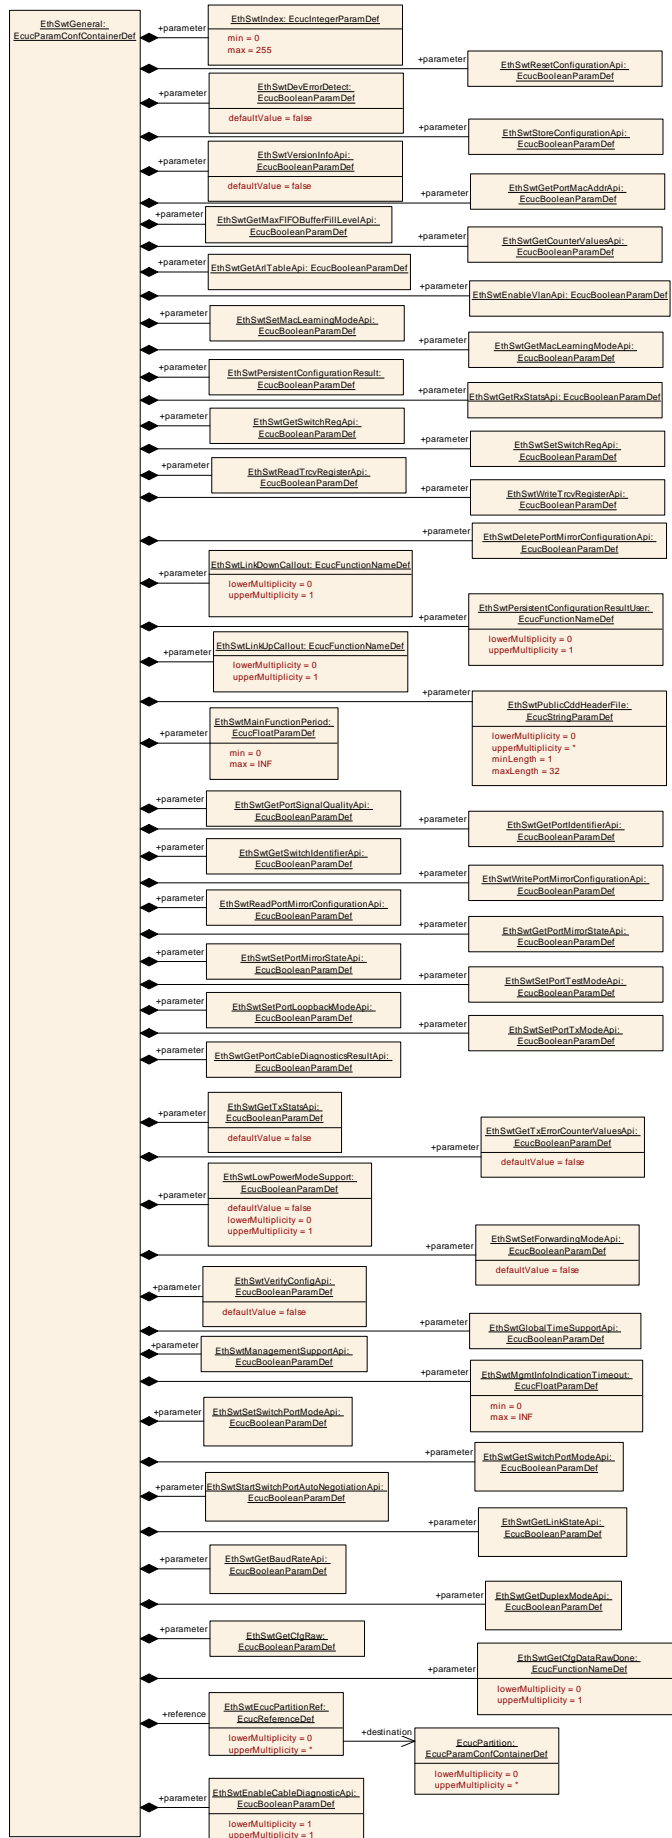 EthSwtGeneral:
EcucParamConfContainerDef
+parameter
EthSwtIndex: EcucIntegerParamDef
min = 0
max = 255
+parameter
EthSwtResetConfigurationApi:
EcucBooleanParamDef
+parameter
EthSwtDevErrorDetect:
EcucBooleanParamDef
defaultValue = false
+parameter
EthSwtStoreConfigurationApi:
EcucBooleanParamDef
+parameter
EthSwtVersionInfoApi:
EcucBooleanParamDef
defaultValue = false
+parameter
EthSwtGetPortMacAddrApi:
EcucBooleanParamDef
+parameter
EthSwtGetMaxFIFOBufferFillLevelApi:
EcucBooleanParamDef
+parameter
EthSwtGetCounterValuesApi:
EcucBooleanParamDef
+parameter
EthSwtGetArlTableApi: EcucBooleanParamDef
+parameter
EthSwtEnableVlanApi: EcucBooleanParamDef
+parameter
EthSwtSetMacLearningModeApi:
EcucBooleanParamDef
+parameter
EthSwtGetMacLearningModeApi:
EcucBooleanParamDef
+parameter
EthSwtPersistentConfigurationResult:
EcucBooleanParamDef
+parameter
EthSwtGetRxStatsApi: EcucBooleanParamDef
+parameter
EthSwtGetSwitchRegApi:
EcucBooleanParamDef
+parameter
EthSwtSetSwitchRegApi:
EcucBooleanParamDef
+parameter
EthSwtReadTrcvRegisterApi:
EcucBooleanParamDef
+parameter
EthSwtWriteTrcvRegisterApi:
EcucBooleanParamDef
+parameter
EthSwtDeletePortMirrorConfigurationApi:
EcucBooleanParamDef
+parameter
EthSwtLinkDownCallout: EcucFunctionNameDef
lowerMultiplicity = 0
upperMultiplicity = 1
+parameter
EthSwtPersistentConfigurationResultUser:
EcucFunctionNameDef
lowerMultiplicity = 0
upperMultiplicity = 1
+parameter
EthSwtLinkUpCallout: EcucFunctionNameDef
lowerMultiplicity = 0
upperMultiplicity = 1
+parameter
EthSwtPublicCddHeaderFile:
EcucStringParamDef
lowerMultiplicity = 0
upperMultiplicity = *
minLength = 1
maxLength = 32
+parameter
EthSwtMainFunctionPeriod:
EcucFloatParamDef
min = 0
max = INF
+parameter
EthSwtGetPortSignalQualityApi:
EcucBooleanParamDef
+parameter
EthSwtGetPortIdentifierApi:
EcucBooleanParamDef
+parameter
EthSwtGetSwitchIdentifierApi:
EcucBooleanParamDef
+parameter
EthSwtWritePortMirrorConfigurationApi:
EcucBooleanParamDef
+parameter
EthSwtReadPortMirrorConfigurationApi:
EcucBooleanParamDef
+parameter
EthSwtGetPortMirrorStateApi:
EcucBooleanParamDef
+parameter
EthSwtSetPortMirrorStateApi:
EcucBooleanParamDef
+parameter
EthSwtSetPortTestModeApi:
EcucBooleanParamDef
+parameter
EthSwtSetPortLoopbackModeApi:
EcucBooleanParamDef
+parameter
EthSwtSetPortTxModeApi:
EcucBooleanParamDef
+parameter
EthSwtGetPortCableDiagnosticsResultApi:
EcucBooleanParamDef
+parameter
EthSwtGetTxStatsApi:
EcucBooleanParamDef
defaultValue = false
+parameter
EthSwtGetTxErrorCounterValuesApi:
EcucBooleanParamDef
defaultValue = false
+parameter
EthSwtLowPowerModeSupport:
EcucBooleanParamDef
defaultValue = false
lowerMultiplicity = 0
upperMultiplicity = 1
+parameter
EthSwtSetForwardingModeApi:
EcucBooleanParamDef
defaultValue = false
+parameter
EthSwtVerifyConfigApi:
EcucBooleanParamDef
defaultValue = false
+parameter
EthSwtGlobalTimeSupportApi:
EcucBooleanParamDef
+parameter
EthSwtManagementSupportApi:
EcucBooleanParamDef
+parameter
EthSwtMgmtInfoIndicationTimeout:
EcucFloatParamDef
min = 0
max = INF
+parameter
EthSwtSetSwitchPortModeApi:
EcucBooleanParamDef
+parameter
EthSwtGetSwitchPortModeApi:
EcucBooleanParamDef
+parameter
EthSwtStartSwitchPortAutoNegotiationApi:
EcucBooleanParamDef
+parameter
EthSwtGetLinkStateApi:
EcucBooleanParamDef
+parameter
EthSwtGetBaudRateApi:
EcucBooleanParamDef
+parameter
EthSwtGetDuplexModeApi:
EcucBooleanParamDef
+parameter
EthSwtGetCfgRaw:
EcucBooleanParamDef
+parameter
EthSwtGetCfgDataRawDone:
EcucFunctionNameDef
lowerMultiplicity = 0
upperMultiplicity = 1
+reference
EthSwtEcucPartitionRef:
EcucReferenceDef
lowerMultiplicity = 0
upperMultiplicity = *
+destination
EcucPartition:
EcucParamConfContainerDef
lowerMultiplicity = 0
upperMultiplicity = *
+parameter
EthSwtEnableCableDiagnosticApi:
EcucBooleanParamDef
lowerMultiplicity = 1
upperMultiplicity = 1